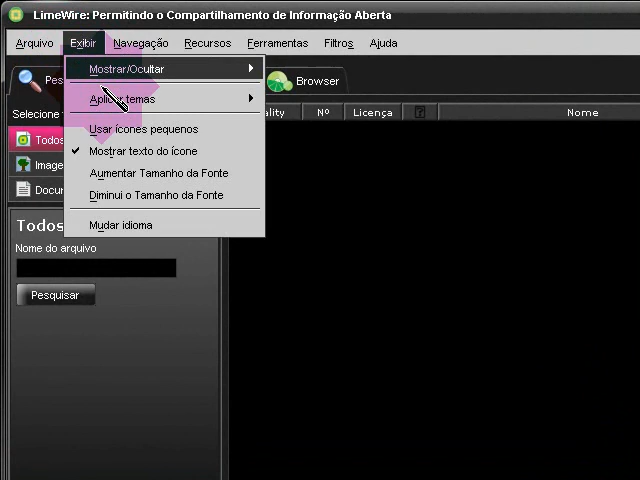 LimeWire: Permitindo o Compartilhamento de Informação Aberta
Arquivo Exibir Navegação Recursos Ferramentas Filtros Ajuda
Mostrar/Ocultar
Browser
Aplicar temas
Selecione
Nº Licença Nome
Usar ícones pequenos
Todos
Mostrar texto do ícone
Aumentar Tamanho da Fonte
Diminui o Tamanho da Fonte
Mudar idioma
Todos
Nome do arquivo
Pesquisar